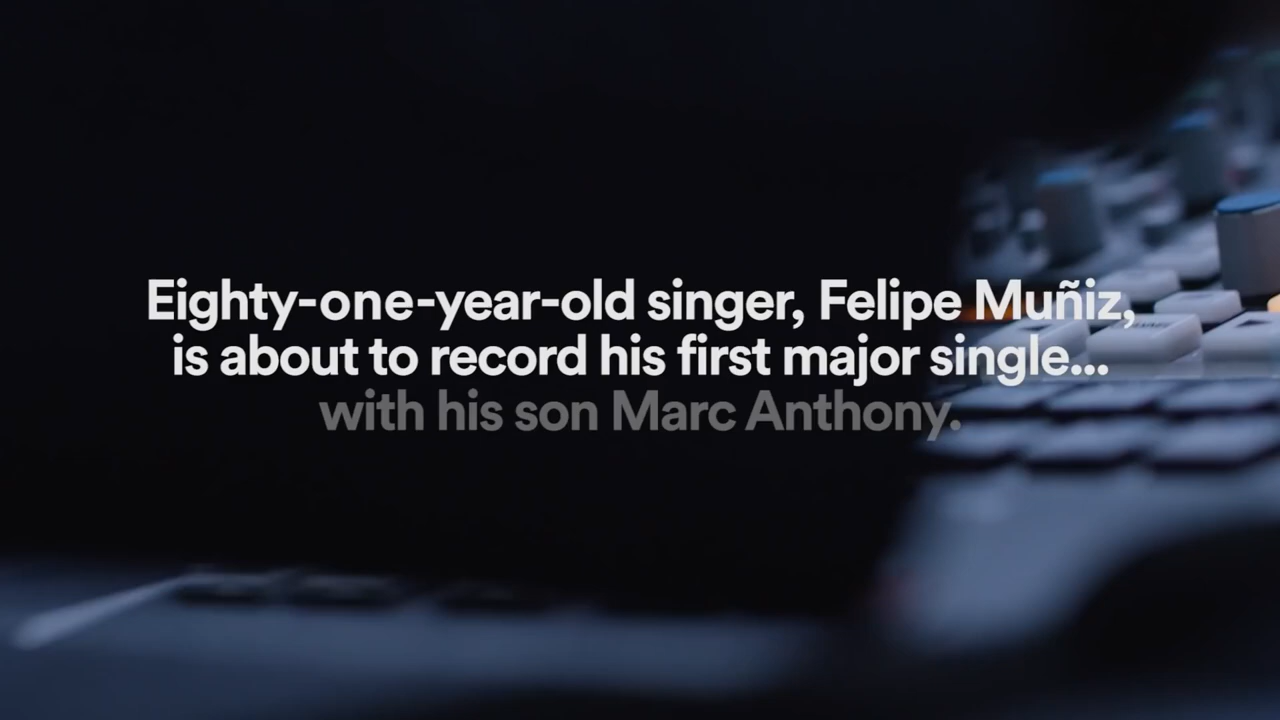 Eighty-one-year-old singer, Felipe Muñiz,
is about to record his first major single...
with his son Marc Anthony.